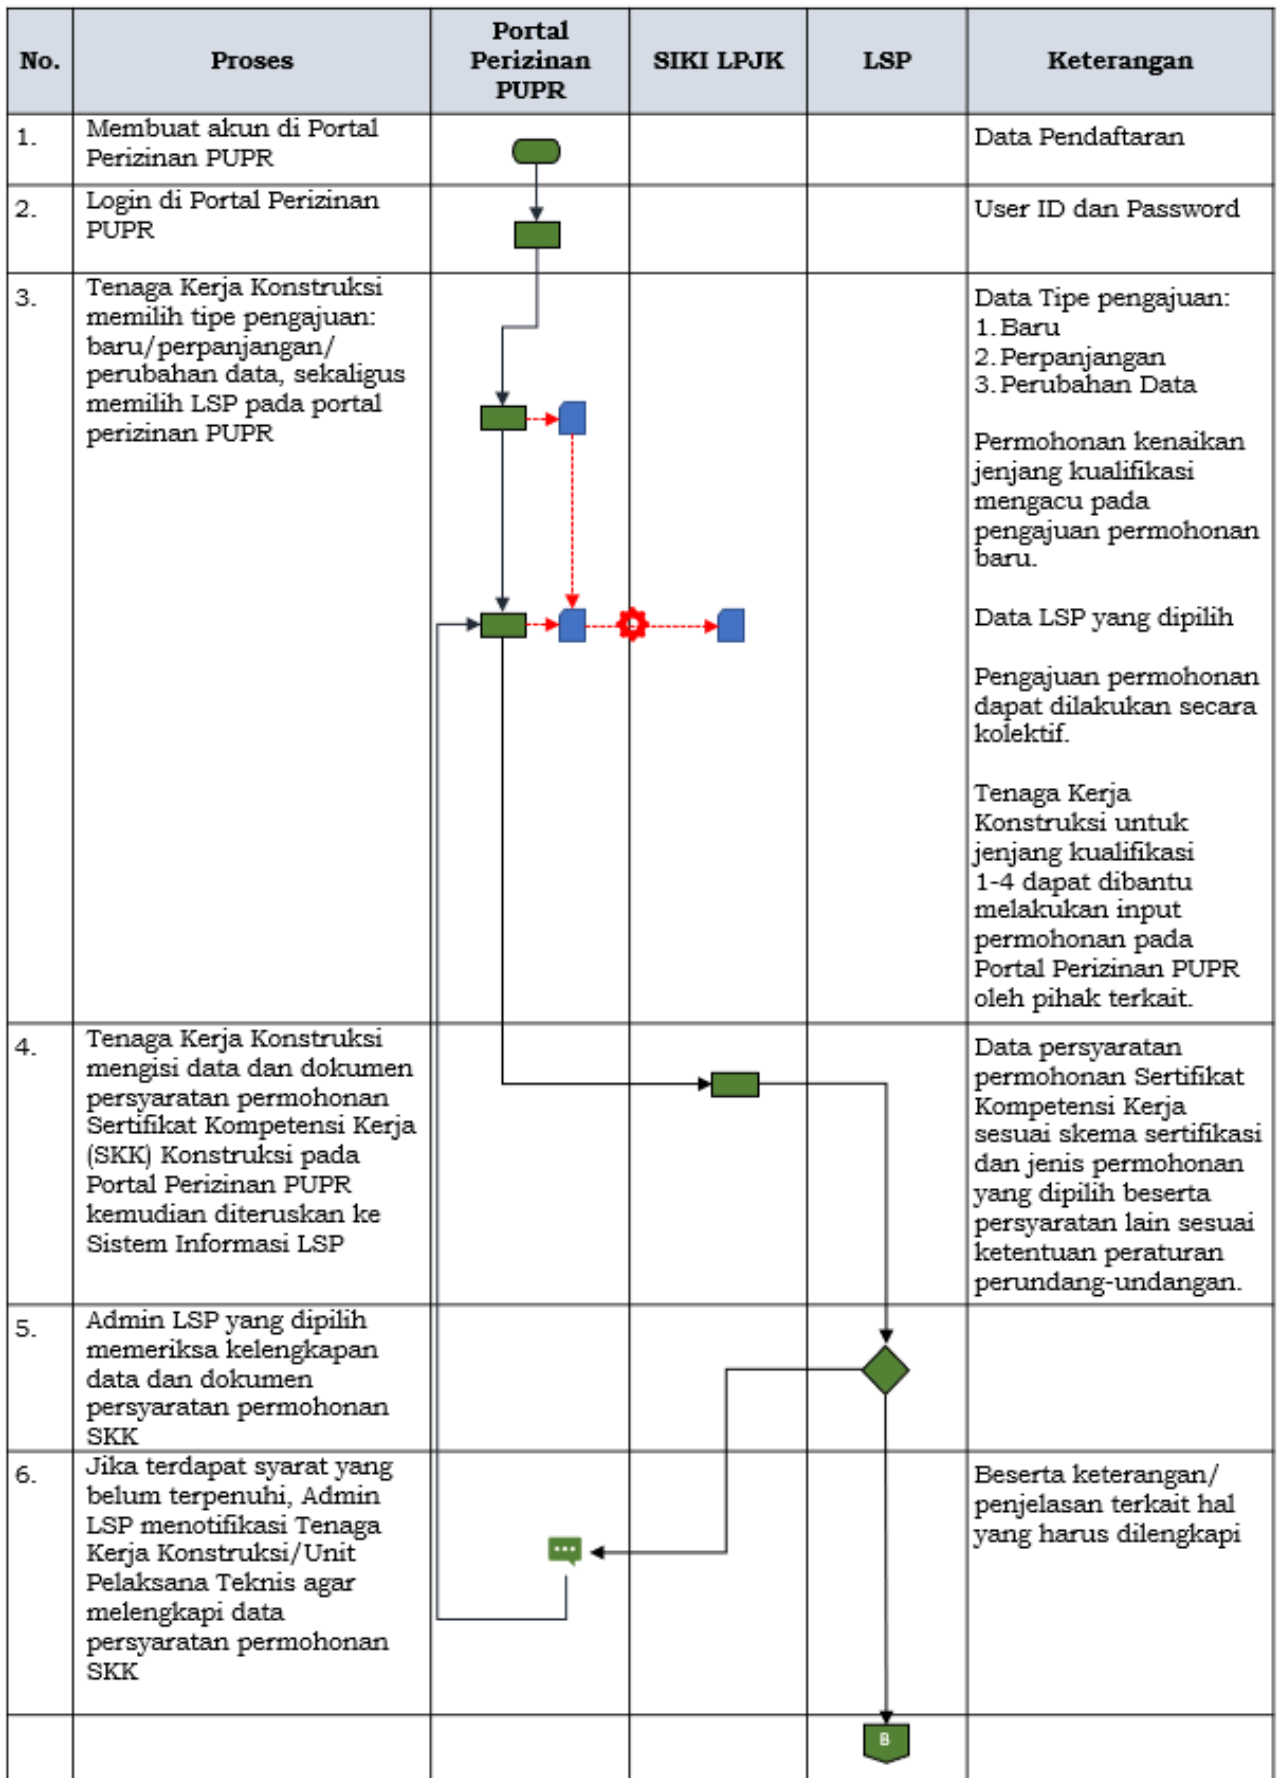 No.
Proses
Portal
Perizinan
PUPR
SIKI LPJK
LSP
Keterangan
1.
Membuat akun di Portal
Perizinan PUPR
Data Pendaftaran
2.
Login di Portal Perizinan
PUPR
User ID dan Password
3.
Tenaga Kerja Konstruksi
memilih tipe pengajuan:
baru/perpanjangan/
perubahan data, sekaligus
memilih LSP pada portal
perizinan PUPR
Data Tipe pengajuan:
1. Baru
2. Perpanjangan
3. Perubahan Data
Permohonan kenaikan
jenjang kualifikasi
mengacu pada
pengajuan permohonan
baru.
Data LSP yang dipilih
Pengajuan permohonan
dapat dilakukan secara
kolektif.
Tenaga Kerja
Konstruksi untuk
jenjang kualifikasi
1-4 dapat dibantu
melakukan input
permohonan pada
Portal Perizinan PUPR
oleh pihak terkait.
4.
Tenaga Kerja Konstruksi
mengisi data dan dokumen
persyaratan permohonan
Sertifikat Kompetensi Kerja
(SKK) Konstruksi pada
Portal Perizinan PUPR
kemudian diteruskan ke
Sistem Informasi LSP
Data persyaratan
permohonan Sertifikat
Kompetensi Kerja
sesuai skema sertifikasi
dan jenis permohonan
yang dipilih beserta
persyaratan lain sesuai
ketentuan peraturan
perundang-undangan.
5.
Admin LSP yang dipilih
memeriksa kelengkapan
data dan dokumen
persyaratan permohonan
SKK
6.
Jika terdapat syarat yang
belum terpenuhi, Admin
LSP menotifikasi Tenaga
Kerja Konstruksi/Unit
Pelaksana Teknis agar
melengkapi data
persyaratan permohonan
SKK
Beserta keterangan/
penjelasan terkait hal
yang harus dilengkapi
B